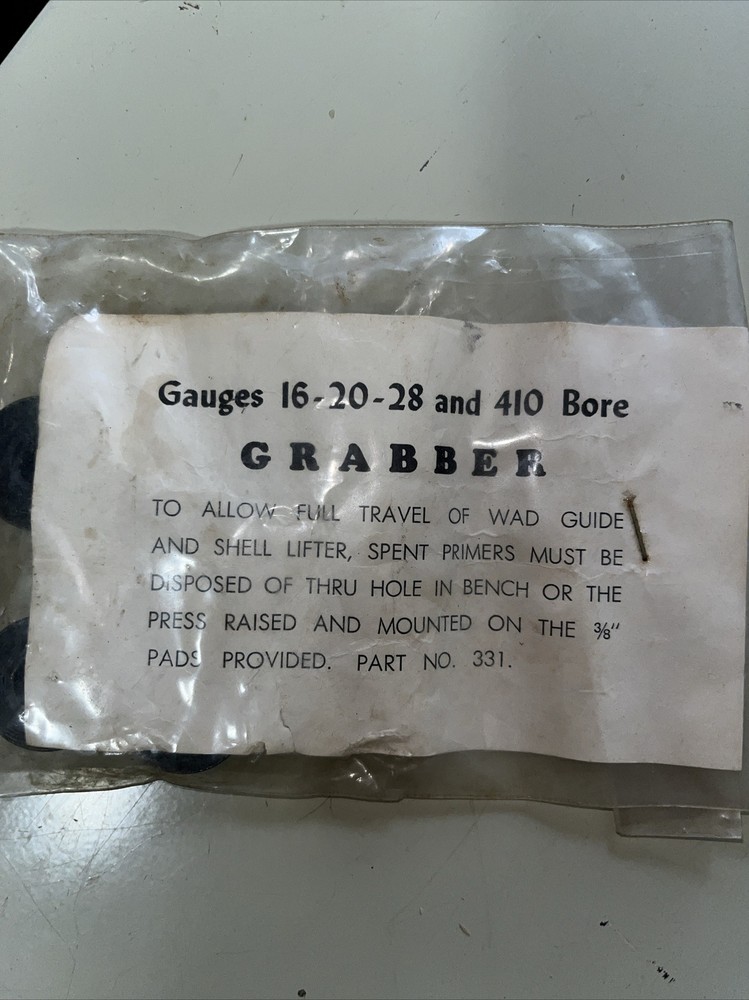 Gauges 16-20-28 and 410 Bore
GRABBER
TO ALLOW FULL TRAVEL OF WAD GUIDE
AND SHELL LIFTER, SPENT PRIMERS MUST BE
DISPOSED OF THRU HOLE IN BENCH OR THE
PRESS RAISED AND MOUNTED ON THE ⅜"
PADS PROVIDED. PART NO. 331.